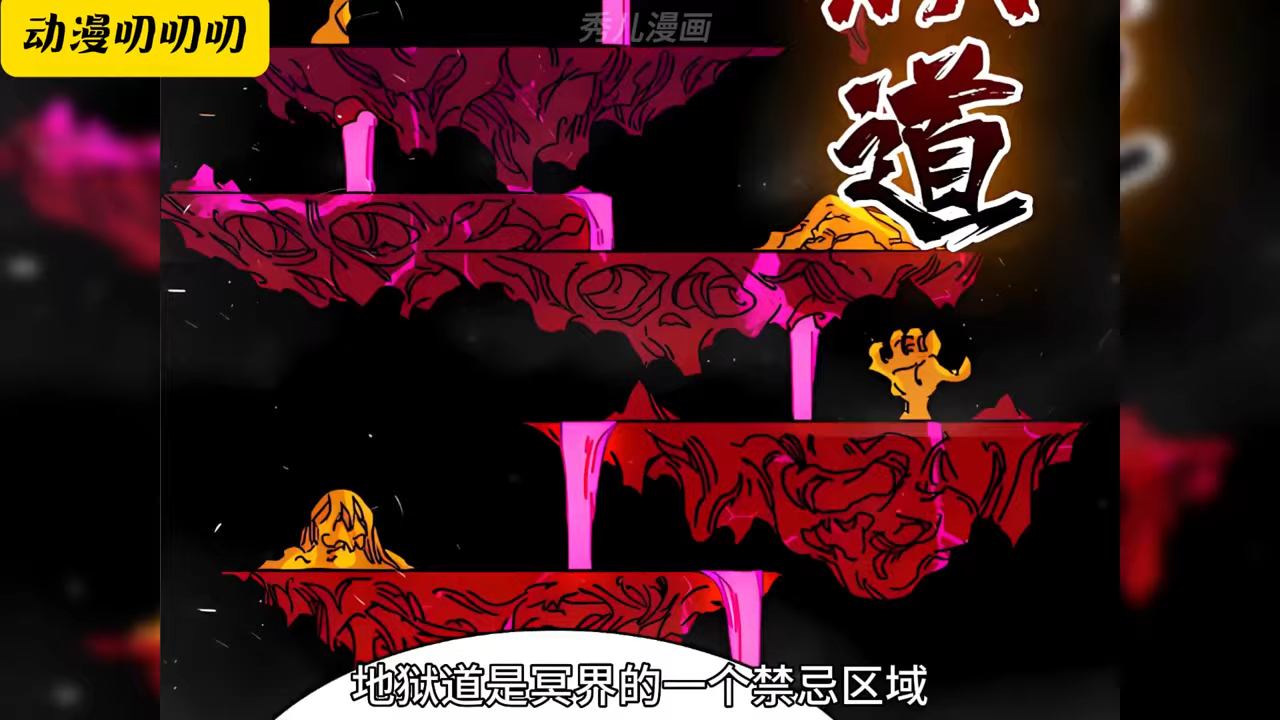 动漫叨叨叨
秀儿漫画
道
地狱道是冥界的一个禁忌区域